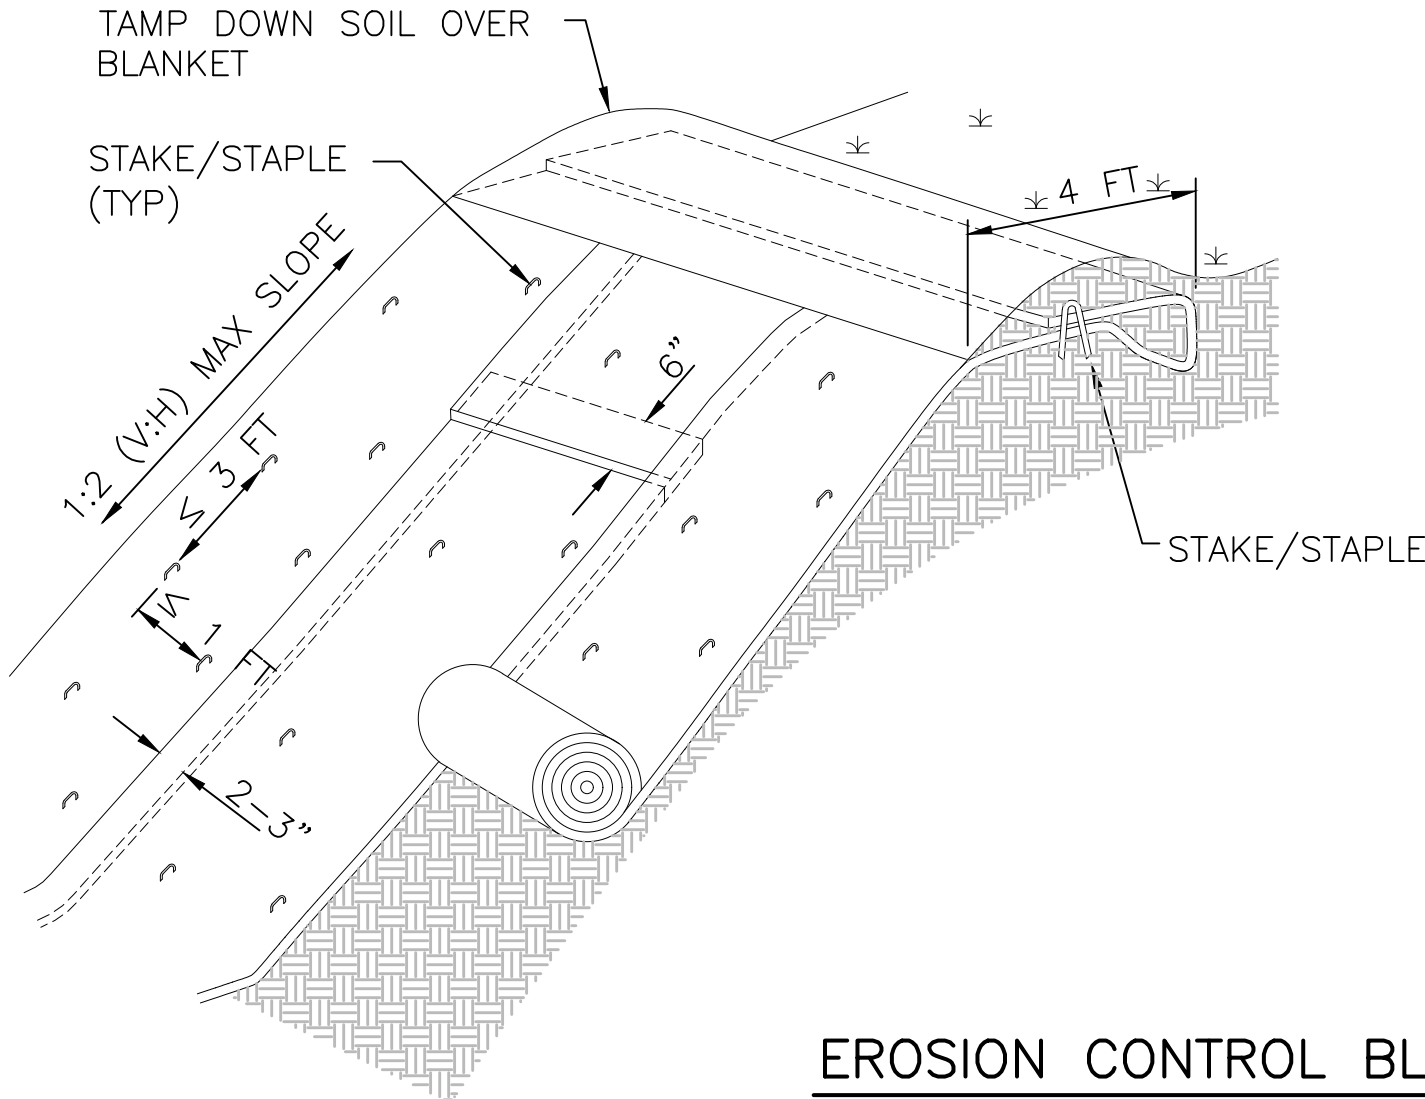 TAMP DOWN SOIL OVER
BLANKET
STAKE/STAPLE
(TYP)
1:2 (V:H) MAX SLOPE
4 FT
6"
≤ 3 FT
≤ 1 FT
2-3"
STAKE/STAPLE
EROSION CONTROL BL